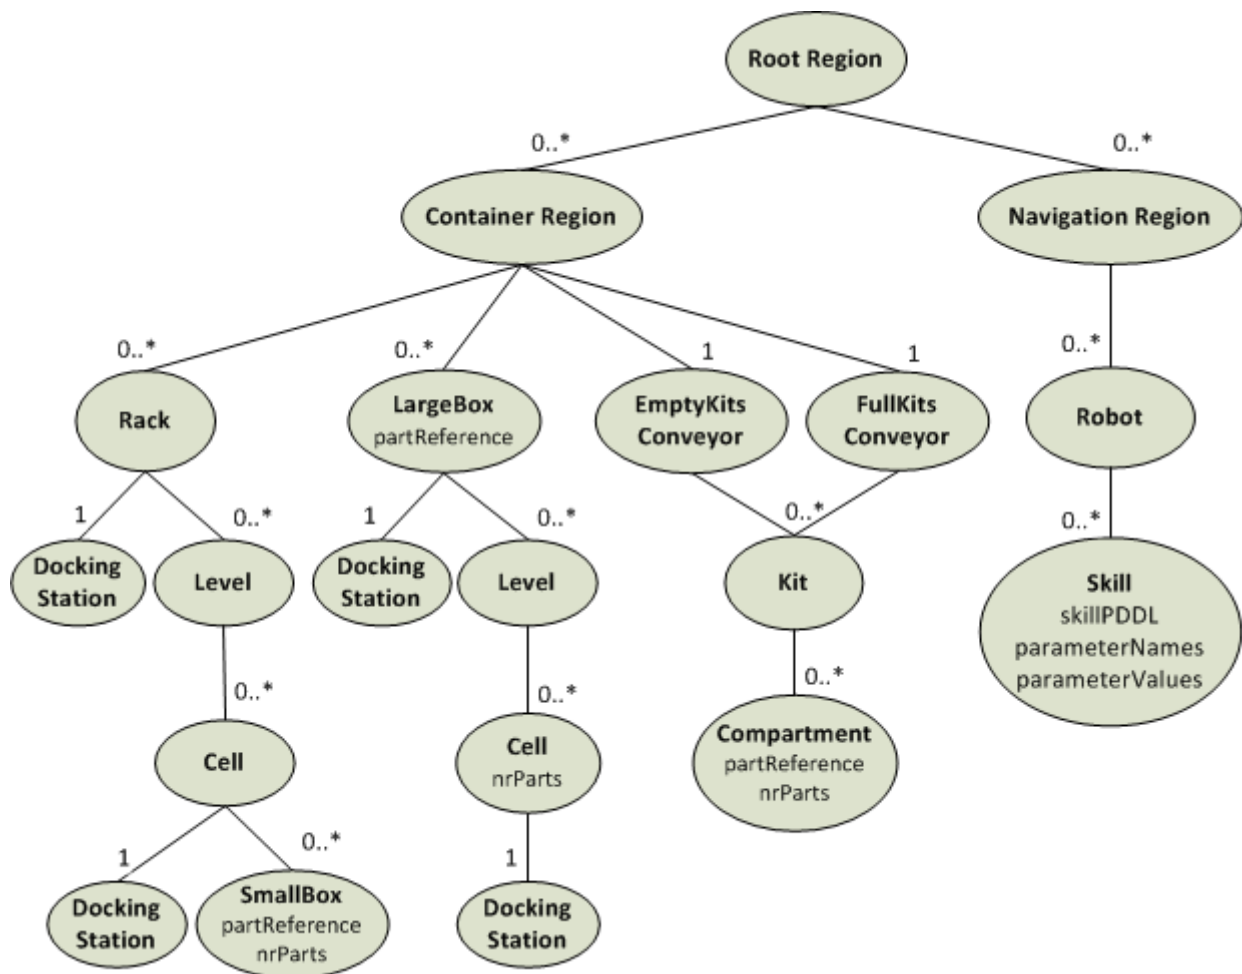 Root Region
0..*
0..*
Container Region
Navigation Region
0..*
0..*
1
1
0..*
Rack
LargeBox
partReference
EmptyKits
Conveyor
FullKits
Conveyor
Robot
1
0..*
1
0..*
0..*
0..*
Docking
Station
Level
Docking
Station
Level
Kit
Skill
skillPDDL
parameterNames
parameterValues
0..*
0..*
0..*
Cell
Cell
nrParts
Compartment
partReference
nrParts
1
0..*
1
Docking
Station
SmallBox
partReference
nrParts
Docking
Station